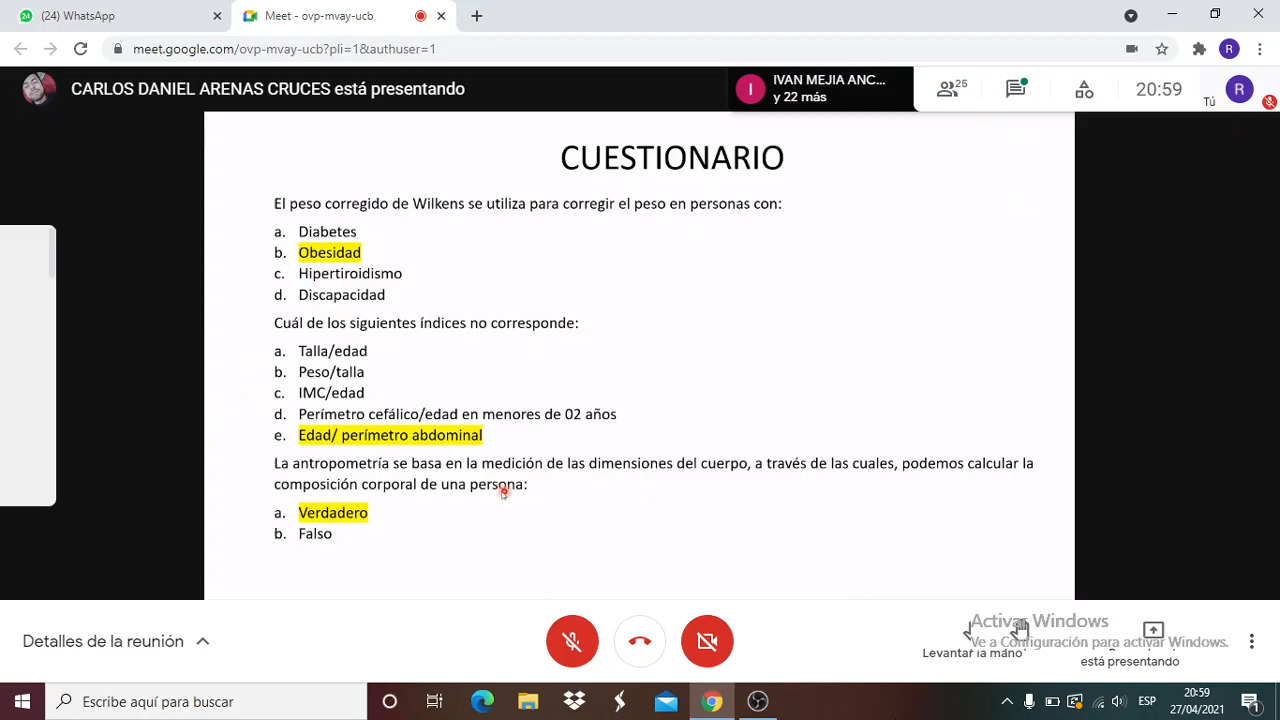 (24) WhatsApp
Meet - ovp-mvay-ucb
meet.google.com/ovp-mvay-ucb?pli=1&authuser=1
R
CARLOS DANIEL ARENAS CRUCES está presentando
I
IVAN MEJIA ANC...
y 22 más
25
20:59
Tú
R
CUESTIONARIO
El peso corregido de Wilkens se utiliza para corregir el peso en personas con:
a. Diabetes
b. Obesidad
c. Hipertiroidismo
d. Discapacidad
Cuál de los siguientes índices no corresponde:
a. Talla/edad
b. Peso/talla
c. IMC/edad
d. Perímetro cefálico/edad en menores de 02 años
e. Edad/ perímetro abdominal
La antropometría se basa en la medición de las dimensiones del cuerpo, a través de las cuales, podemos calcular la
composición corporal de una persona:
a. Verdadero
b. Falso
Detalles de la reunión
Activar Windows
Ve a Configuración para activar Windows.
Levantar la mano
está presentando
Escribe aquí para buscar
ESP
20:59
27/04/2021
1